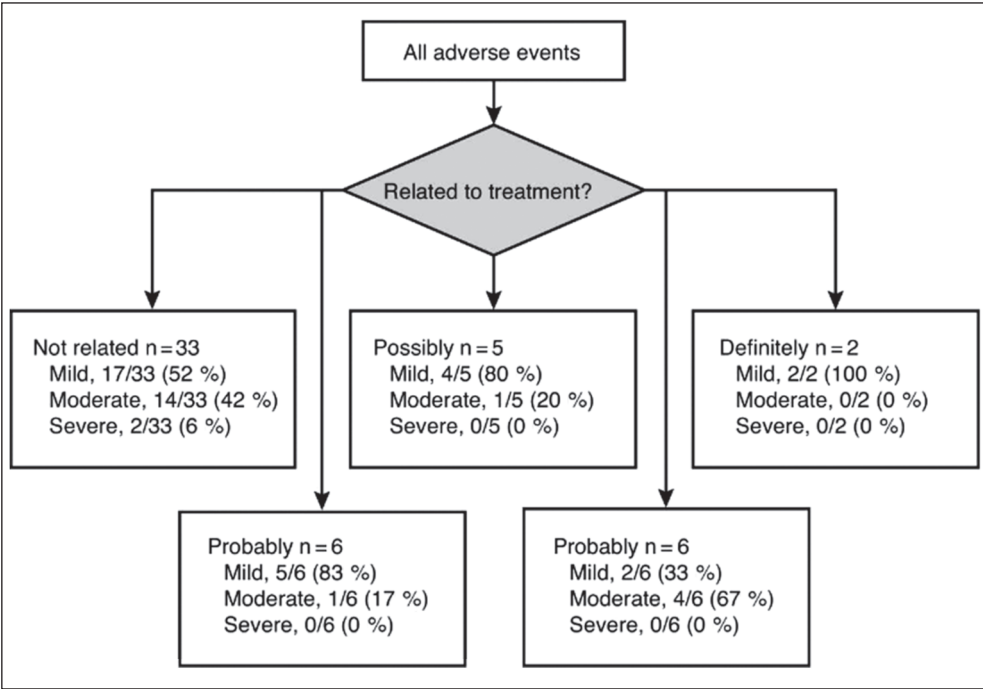 All adverse events
Related to treatment?
Not related n=33
Mild, 17/33 (52 %)
Moderate, 14/33 (42 %)
Severe, 2/33 (6 %)
Possibly n=5
Mild, 4/5 (80 %)
Moderate, 1/5 (20 %)
Severe, 0/5 (0 %)
Definitely n=2
Mild, 2/2 (100 %)
Moderate, 0/2 (0 %)
Severe, 0/2 (0 %)
Probably n=6
Mild, 5/6 (83 %)
Moderate, 1/6 (17 %)
Severe, 0/6 (0 %)
Probably n=6
Mild, 2/6 (33 %)
Moderate, 4/6 (67 %)
Severe, 0/6 (0 %)